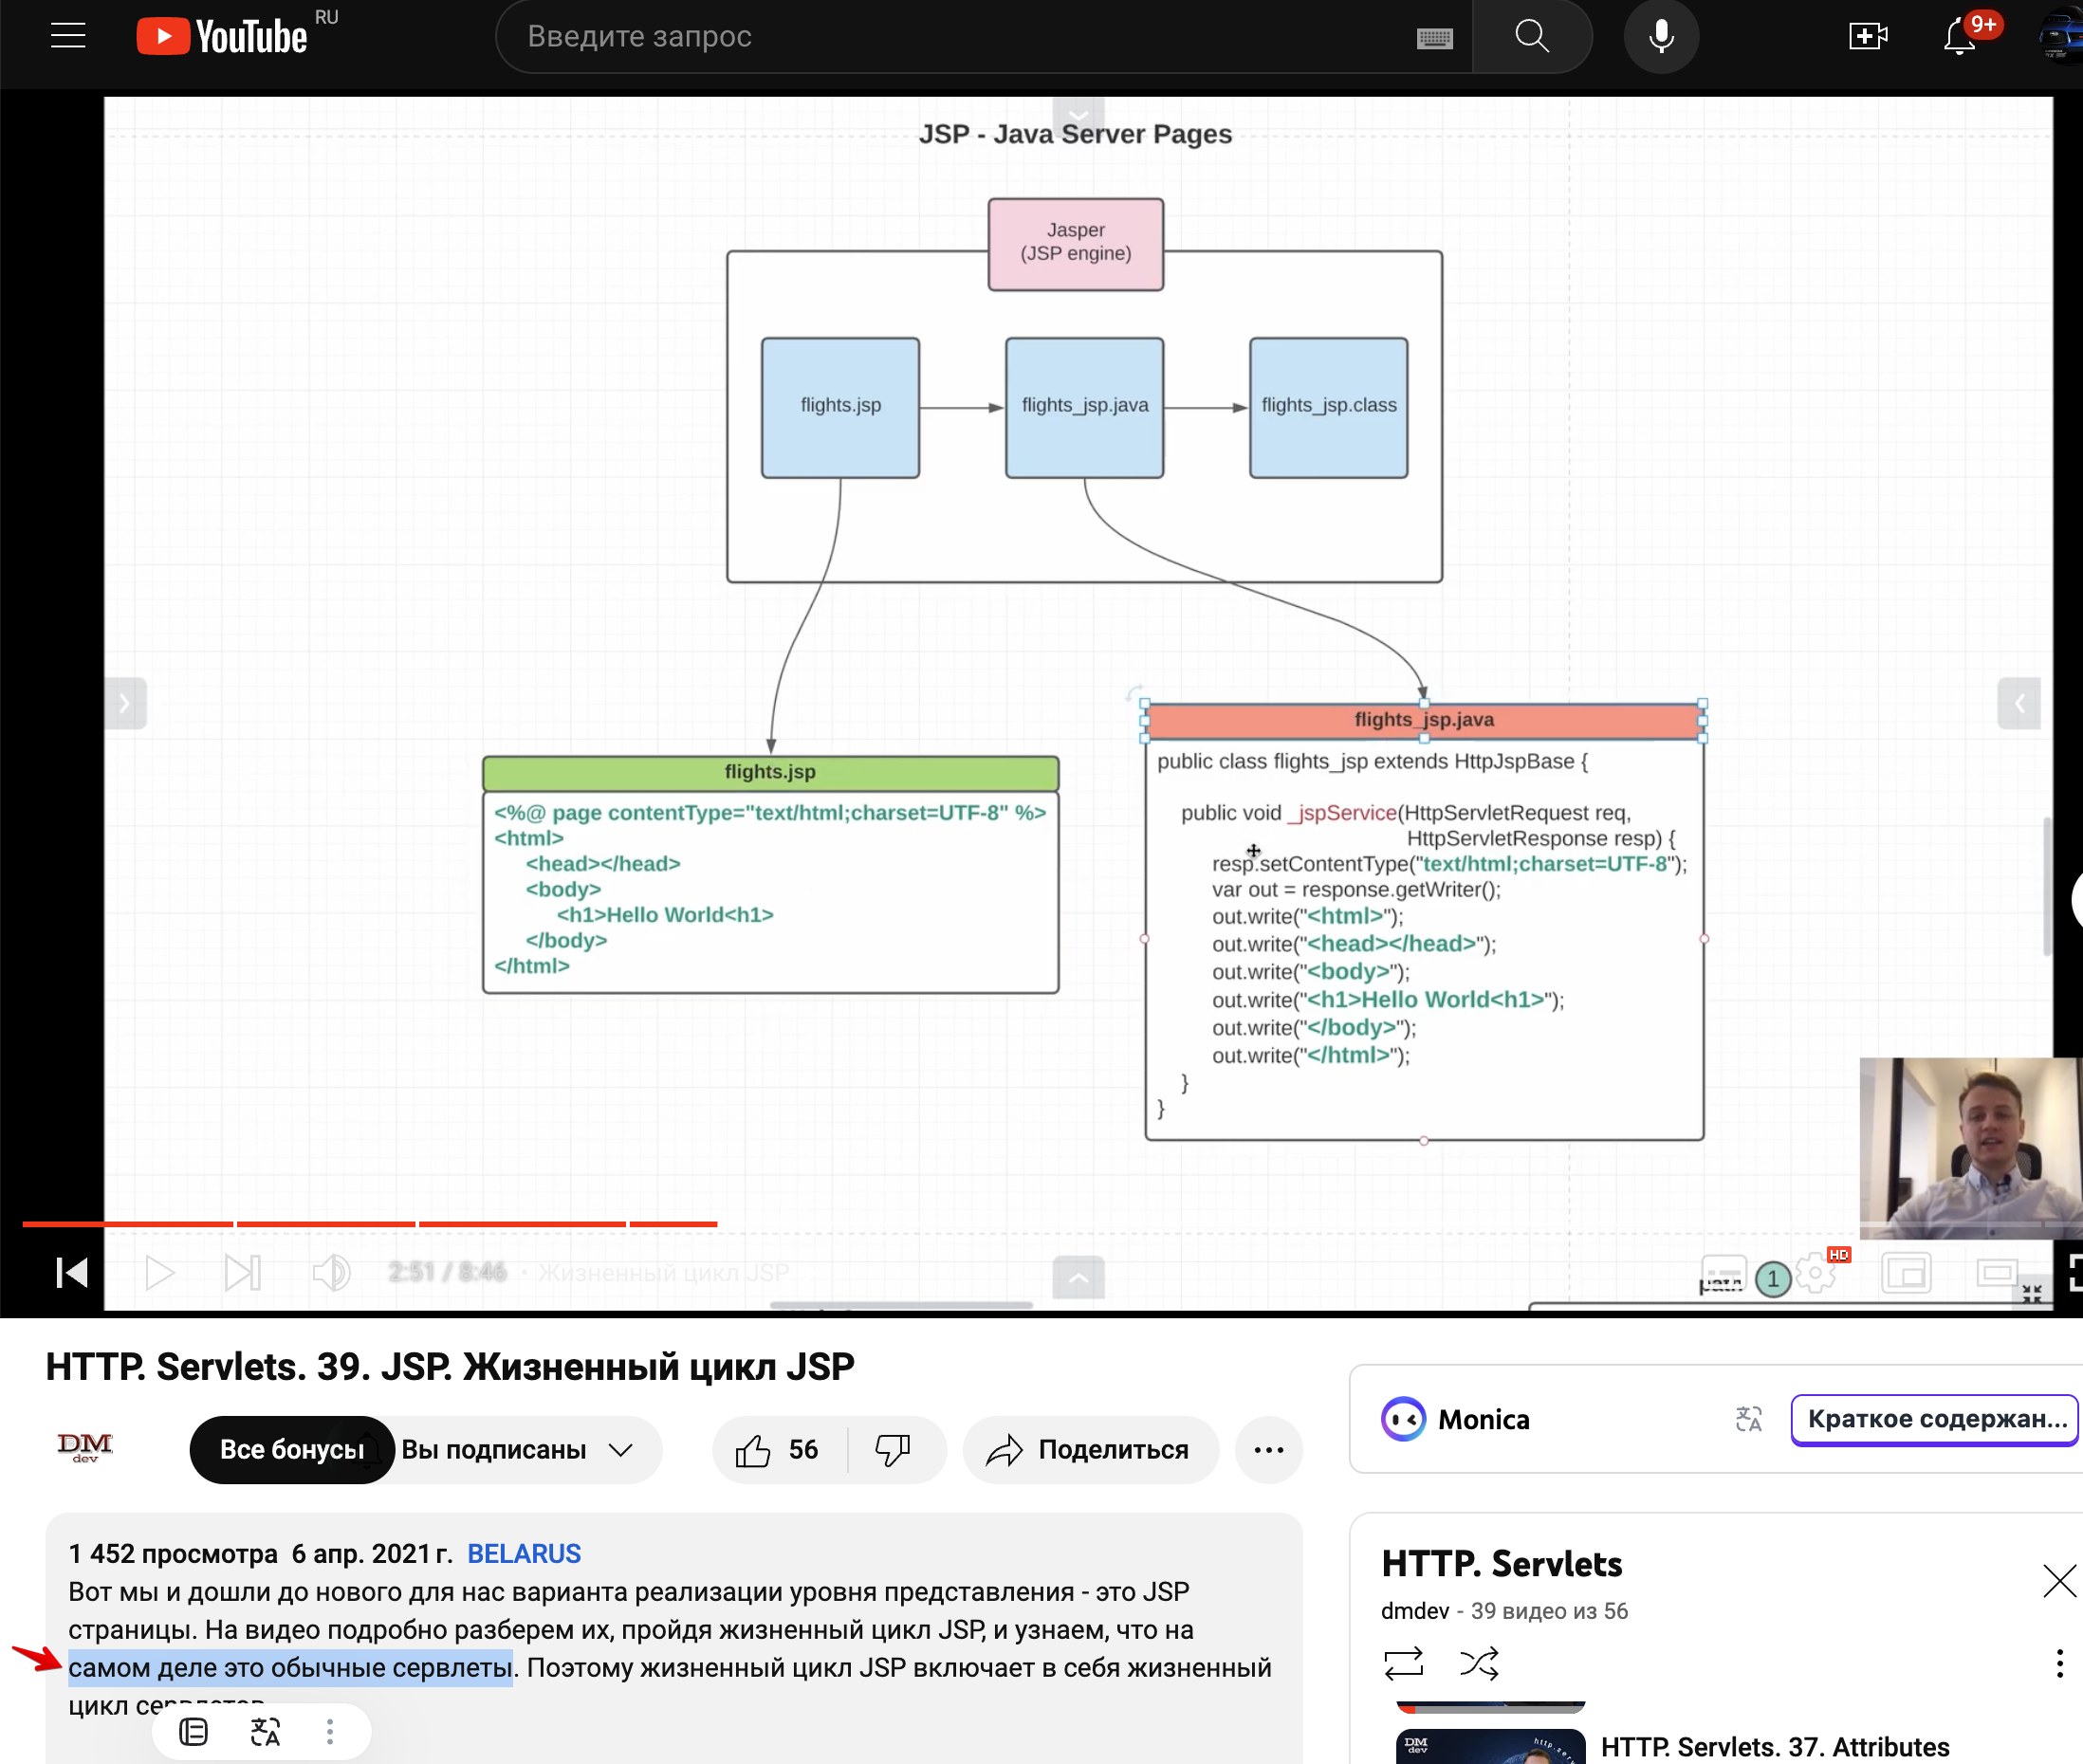 YouTube RU
Введите запрос
9+
JSP - Java Server Pages
Jasper
(JSP engine)
flights.jsp
flights_jsp.java
flights_jsp.class
flights.jsp
<%@ page contentType="text/html;charset=UTF-8" %>
<html>
<head></head>
<body>
<h1>Hello World<h1>
</body>
</html>
flights_jsp.java
public class flights_jsp extends HttpJspBase {
public void _jspService(HttpServletRequest req,
HttpServletResponse resp) {
resp.setContentType("text/html;charset=UTF-8");
var out = response.getWriter();
out.write("<html>");
out.write("<head></head>");
out.write("<body>");
out.write("<h1>Hello World<h1>");
out.write("</body>");
out.write("</html>");
}
}
2:51 / 8:46 • Жизненный цикл JSP
path 1
HD
HTTP. Servlets. 39. JSP. Жизненный цикл JSP
DM
dev
Все бонусы
Вы подписаны
56
Поделиться
1 452 просмотра 6 апр. 2021 г. BELARUS
Вот мы и дошли до нового для нас варианта реализации уровня представления - это JSP
страницы. На видео подробно разберем их, пройдя жизненный цикл JSP, и узнаем, что на
самом деле это обычные сервлеты. Поэтому жизненный цикл JSP включает в себя жизненный
цикл сервлетов
Monica
Краткое содержан...
HTTP. Servlets
dmdev - 39 видео из 56
DM
dev
HTTP. Servlets. 37. Attributes